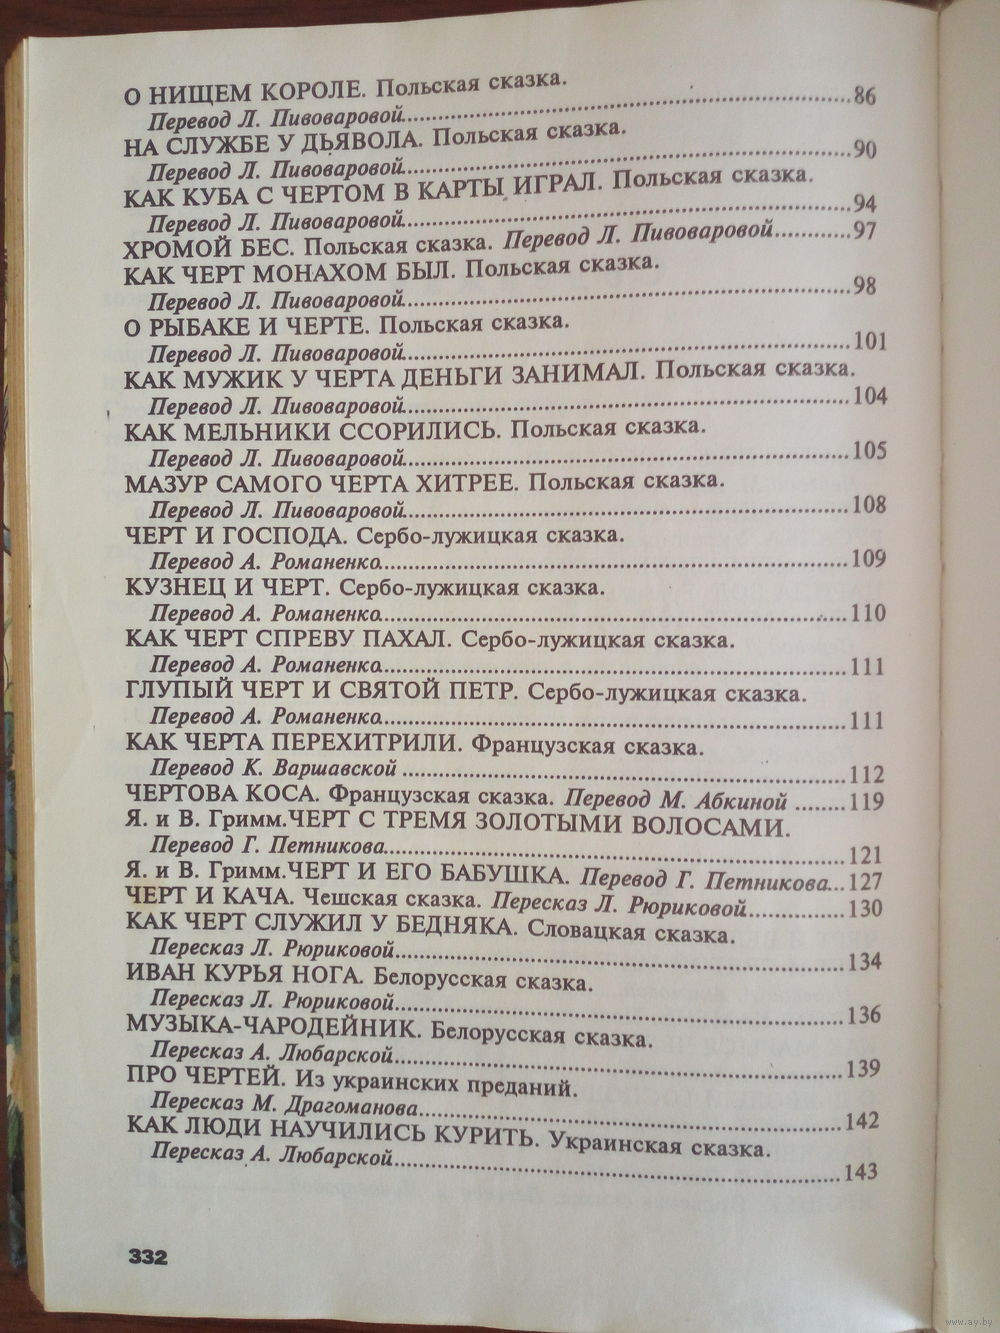 О НИЩЕМ КОРОЛЕ. Польская сказка.
Перевод Л. Пивоваровой..........86
НА СЛУЖБЕ У ДЬЯВОЛА. Польская сказка.
Перевод Л. Пивоваровой..........90
КАК КУБА С ЧЕРТОМ В КАРТЫ ИГРАЛ. Польская сказка.
Перевод Л. Пивоваровой..........94
ХРОМОЙ БЕС. Польская сказка. Перевод Л. Пивоваровой..........97
КАК ЧЕРТ МОНАХОМ БЫЛ. Польская сказка.
Перевод Л. Пивоваровой..........98
О РЫБАКЕ И ЧЕРТЕ. Польская сказка.
Перевод Л. Пивоваровой..........101
КАК МУЖИК У ЧЕРТА ДЕНЬГИ ЗАНИМАЛ. Польская сказка.
Перевод Л. Пивоваровой..........104
КАК МЕЛЬНИКИ ССОРИЛИСЬ. Польская сказка.
Перевод Л. Пивоваровой..........105
МАЗУР САМОГО ЧЕРТА ХИТРЕЕ. Польская сказка.
Перевод Л. Пивоваровой..........108
ЧЕРТ И ГОСПОДА. Сербо-лужицкая сказка.
Перевод А. Романенко..........109
КУЗНЕЦ И ЧЕРТ. Сербо-лужицкая сказка.
Перевод А. Романенко..........110
КАК ЧЕРТ СПРЕВУ ПАХАЛ. Сербо-лужицкая сказка.
Перевод А. Романенко..........111
ГЛУПЫЙ ЧЕРТ И СВЯТОЙ ПЕТР. Сербо-лужицкая сказка.
Перевод А. Романенко..........111
КАК ЧЕРТА ПЕРЕХИТРИЛИ. Французская сказка.
Перевод К. Варшавской ..........112
ЧЕРТОВА КОСА. Французская сказка. Перевод М. Абкиной ........119
Я. и В. Гримм.ЧЕРТ С ТРЕМЯ ЗОЛОТЫМИ ВОЛОСАМИ.
Перевод Г. Петникова..........121
Я. и В. Гримм.ЧЕРТ И ЕГО БАБУШКА. Перевод Г. Петникова...127
ЧЕРТ И КАЧА. Чешская сказка. Пересказ Л. Рюриковой..........130
КАК ЧЕРТ СЛУЖИЛ У БЕДНЯКА. Словацкая сказка.
Пересказ Л. Рюриковой..........134
ИВАН КУРЬЯ НОГА. Белорусская сказка.
Пересказ Л. Рюриковой..........136
МУЗЫКА-ЧАРОДЕЙНИК. Белорусская сказка.
Пересказ А. Любарской..........139
ПРО ЧЕРТЕЙ. Из украинских преданий.
Пересказ М. Драгоманова..........142
КАК ЛЮДИ НАУЧИЛИСЬ КУРИТЬ. Украинская сказка.
Пересказ А. Любарской..........143
332
www.ay.by